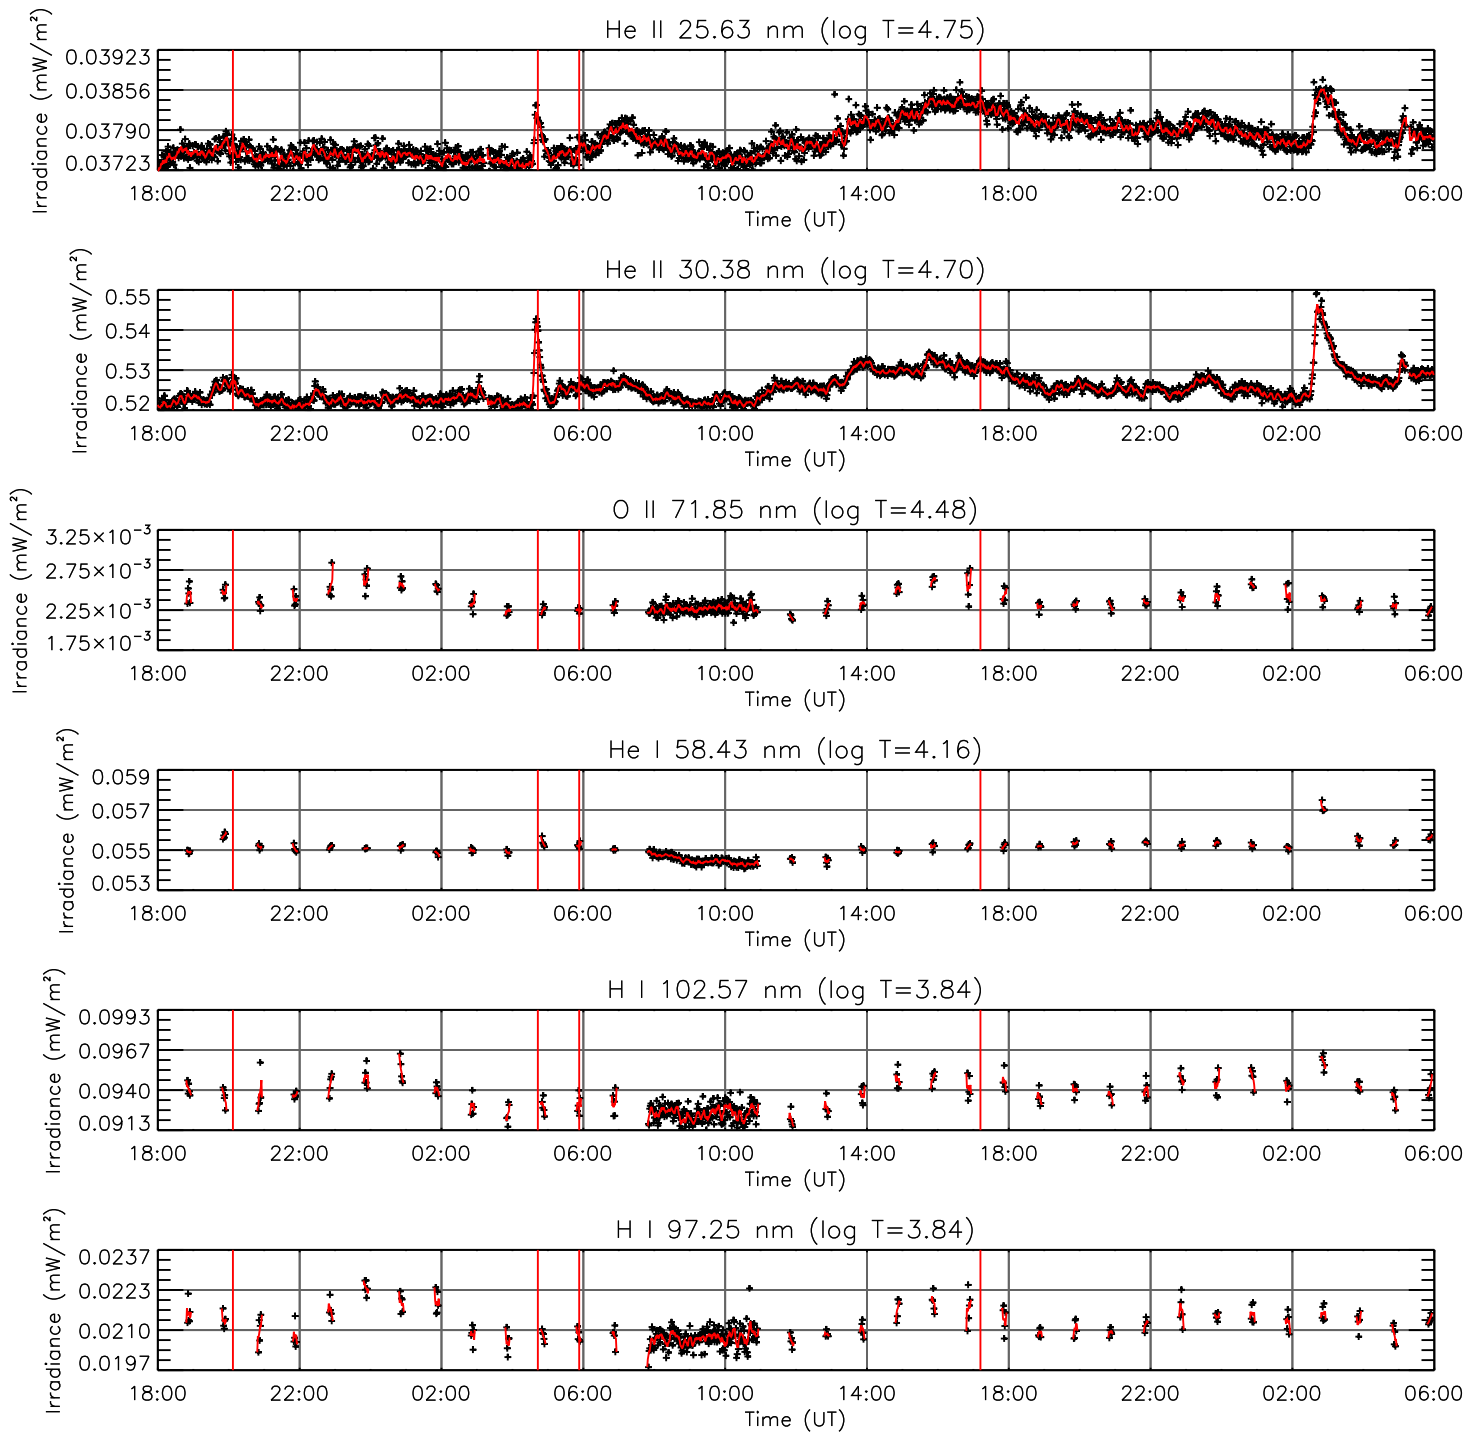 He II 25.63 nm (log T=4.75)
Irradiance (mW/m²)
0.03923
0.03856
0.03790
0.03723
18:00 22:00 02:00 06:00 10:00 14:00 18:00 22:00 02:00 06:00
Time (UT)
He II 30.38 nm (log T=4.70)
Irradiance (mW/m²)
0.55
0.54
0.53
0.52
18:00 22:00 02:00 06:00 10:00 14:00 18:00 22:00 02:00 06:00
Time (UT)
O II 71.85 nm (log T=4.48)
Irradiance (mW/m²)
3.25×10⁻³
2.75×10⁻³
2.25×10⁻³
1.75×10⁻³
18:00 22:00 02:00 06:00 10:00 14:00 18:00 22:00 02:00 06:00
Time (UT)
He I 58.43 nm (log T=4.16)
Irradiance (mW/m²)
0.059
0.057
0.055
0.053
18:00 22:00 02:00 06:00 10:00 14:00 18:00 22:00 02:00 06:00
Time (UT)
H I 102.57 nm (log T=3.84)
Irradiance (mW/m²)
0.0993
0.0967
0.0940
0.0913
18:00 22:00 02:00 06:00 10:00 14:00 18:00 22:00 02:00 06:00
Time (UT)
H I 97.25 nm (log T=3.84)
Irradiance (mW/m²)
0.0237
0.0223
0.0210
0.0197
18:00 22:00 02:00 06:00 10:00 14:00 18:00 22:00 02:00 06:00
Time (UT)